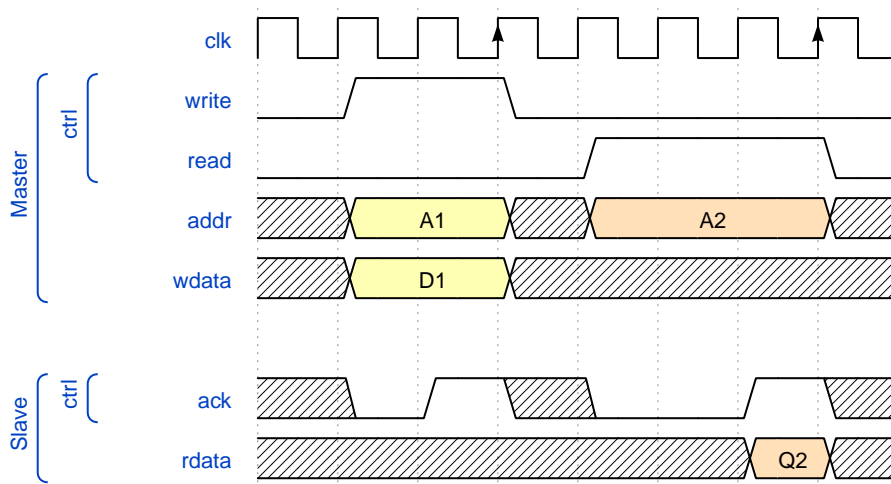 clk
write
ctrl
Master
read
addr A1 A2
wdata D1
ctrl
Slave
ack
rdata Q2